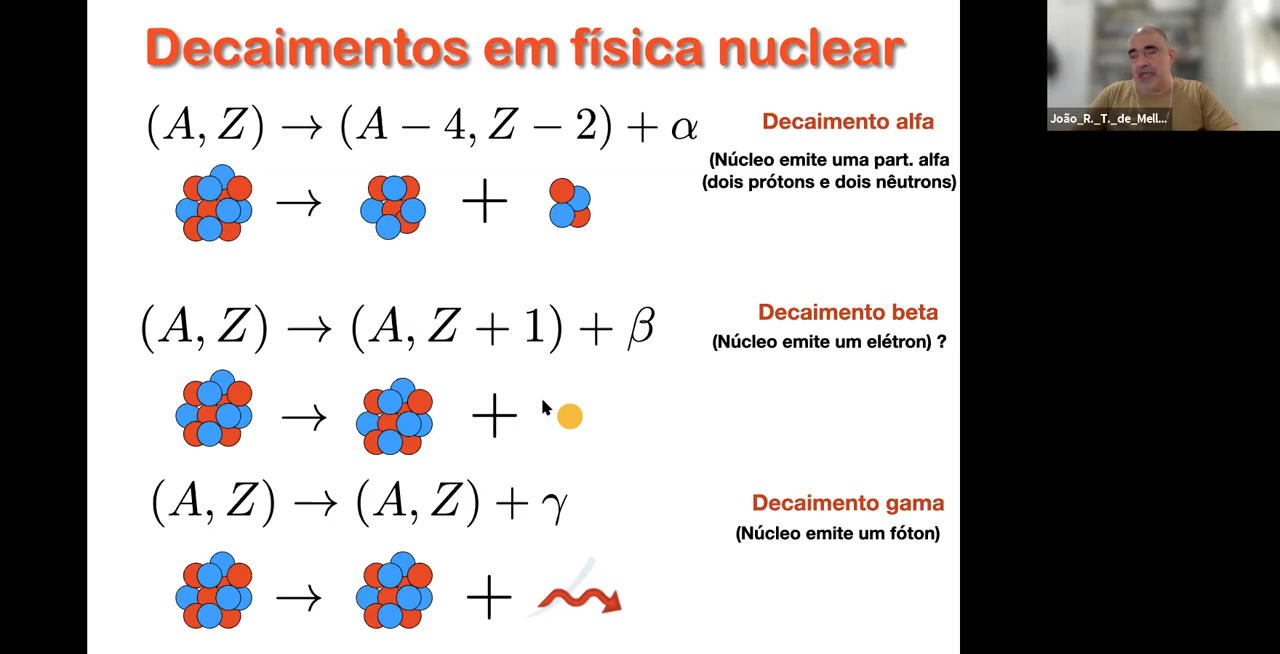 Decaimentos em física nuclear
(A, Z) → (A − 4, Z − 2) + α
Decaimento alfa
(Núcleo emite uma part. alfa
(dois prótons e dois nêutrons)
→ +
(A, Z) → (A, Z + 1) + β
Decaimento beta
(Núcleo emite um elétron) ?
→ +
(A, Z) → (A, Z) + γ
Decaimento gama
(Núcleo emite um fóton)
→ +
João_R._T._de_Mell...